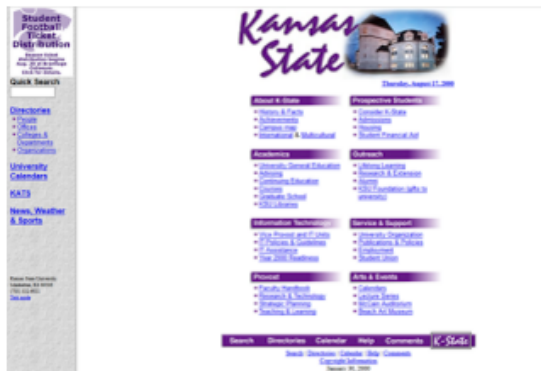 Student
Football
Ticket
Distribution
Quick Search
Directories
People
Offices
Colleges &
Departments
Organizations
University
Calendars
KATS
News, Weather
& Sports
Kansas State University
Text mode
Kansas
State
Thursday, August 17, 2000
About K-State
History & Facts
Achievements
Campus map
International & Multicultural
Prospective Students
Consider K-State
Admissions
Housing
Student Financial Aid
Academics
University General Education
Advising
Continuing Education
Courses
Graduate School
KSU Libraries
Outreach
Lifelong Learning
Research & Extension
Alumni
KSU Foundation (gifts to
university)
Information Technology
Vice Provost and IT Units
IT Policies & Guidelines
IT Assistance
Year 2000 Readiness
Service & Support
University Organization
Publications & Policies
Employment
Student Union
Provost
Faculty Handbook
Research & Technology
Strategic Planning
Teaching & Learning
Arts & Events
Calendars
Lecture Series
McCain Auditorium
Beach Art Museum
Search Directories Calendar Help Comments K-State
Search | Directories | Calendar | Help | Comments
Copyright Information